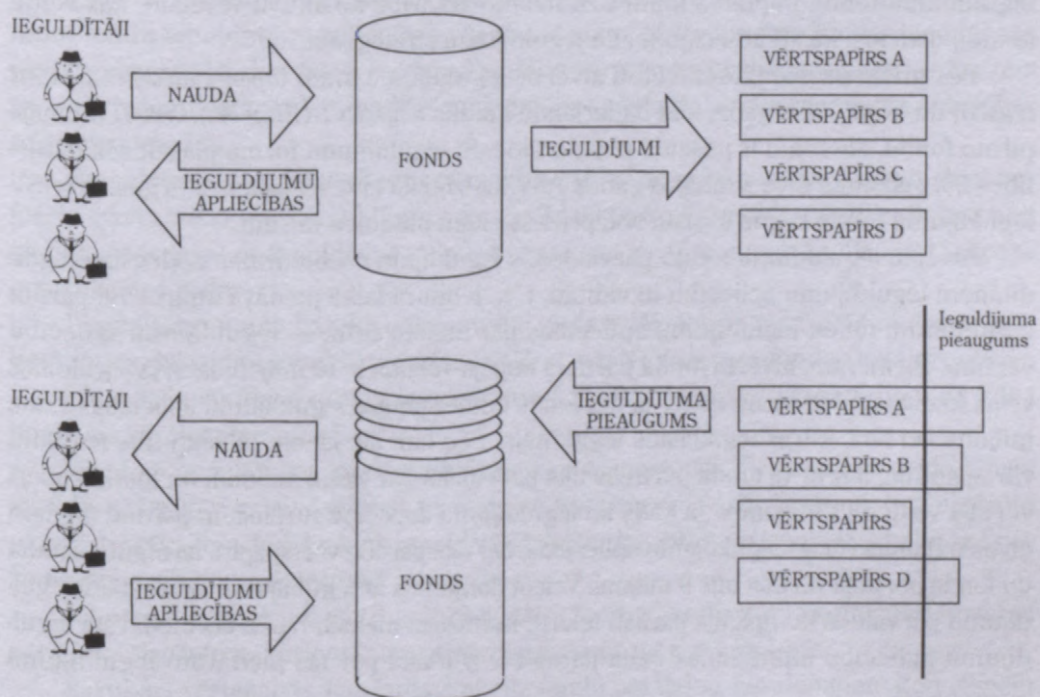 IEGULDĪTĀJI
NAUDA
IEGULDĪJUMU
APLIECĪBAS
FONDS
IEGULDĪJUMI
VĒRTSPAPĪRS A
VĒRTSPAPĪRS B
VĒRTSPAPĪRS C
VĒRTSPAPĪRS D
Ieguldījuma
pieaugums
IEGULDĪTĀJI
NAUDA
IEGULDĪJUMU
APLIECĪBAS
FONDS
IEGULDĪJUMA
PIEAUGUMS
VĒRTSPAPĪRS A
VĒRTSPAPĪRS B
VĒRTSPAPĪRS
VĒRTSPAPĪRS D